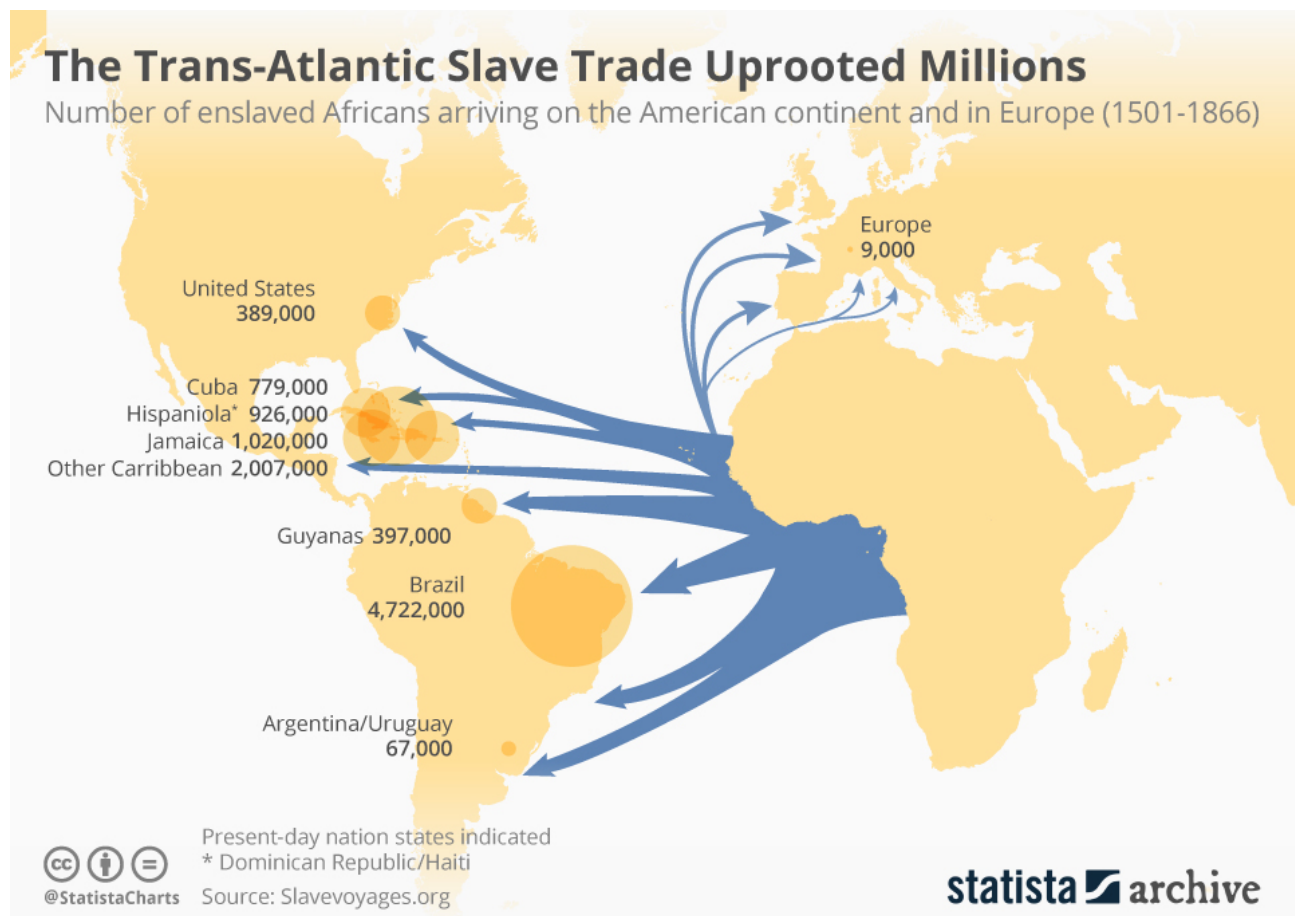 The Trans-Atlantic Slave Trade Uprooted Millions
Number of enslaved Africans arriving on the American continent and in Europe (1501-1866)
Europe
9,000
United States
389,000
Cuba 779,000
Hispaniola* 926,000
Jamaica 1,020,000
Other Carribbean 2,007,000
Guyanas 397,000
Brazil
4,722,000
Argentina/Uruguay
67,000
Present-day nation states indicated
* Dominican Republic/Haiti
cc
@StatistaCharts Source: Slavevoyages.org
statista archive